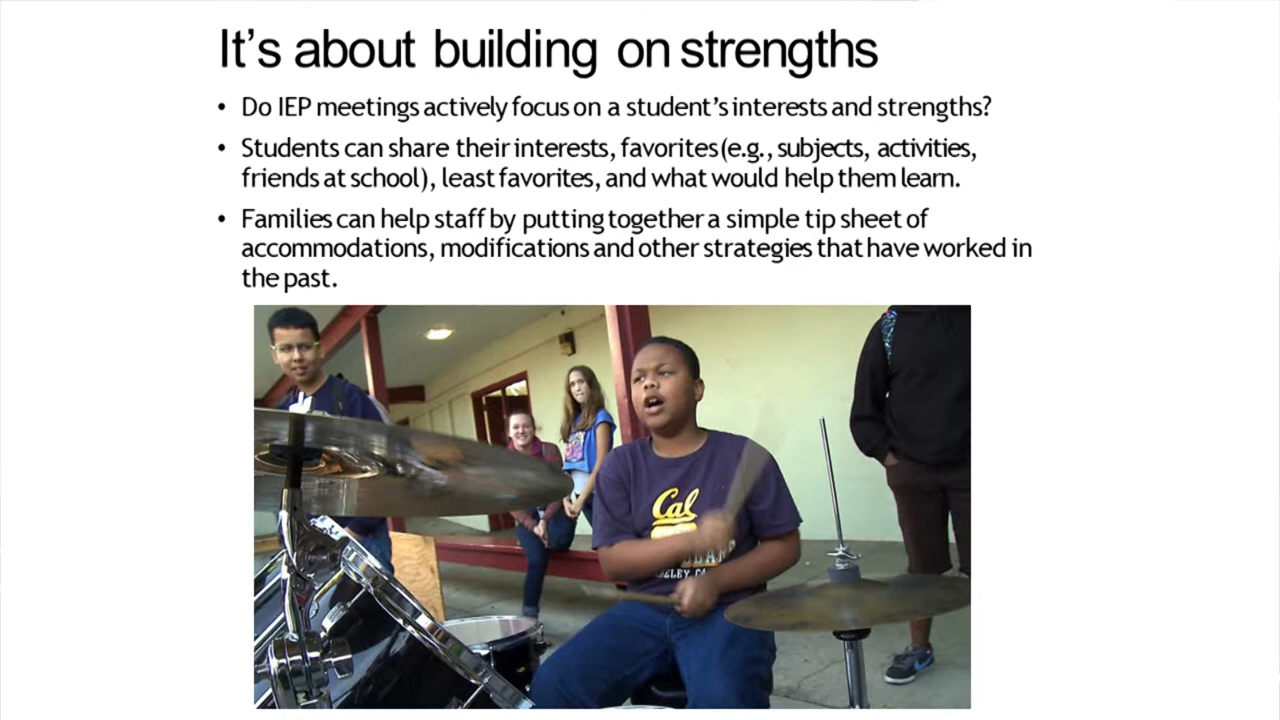 It's about building on strengths
• Do IEP meetings actively focus on a student's interests and strengths?
• Students can share their interests, favorites (e.g., subjects, activities,
friends at school), least favorites, and what would help them learn.
• Families can help staff by putting together a simple tip sheet of
accommodations, modifications and other strategies that have worked in
the past.
Cal